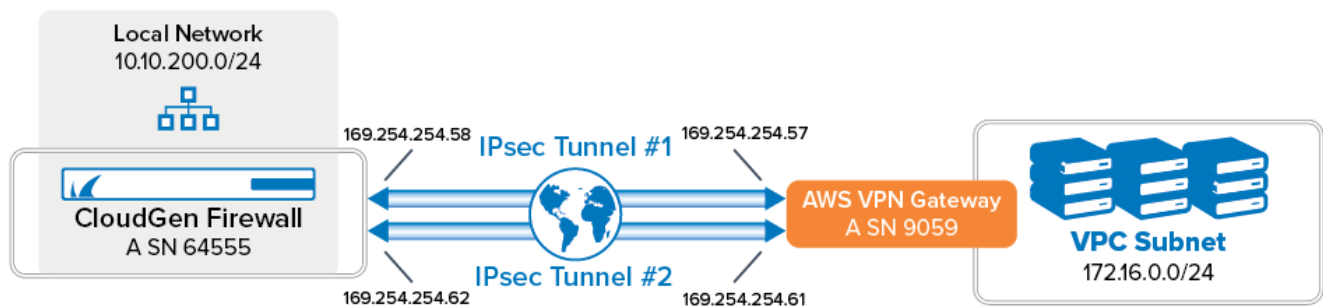 Local Network
10.10.200.0/24
169.254.254.58
IPsec Tunnel #1
169.254.254.57
CloudGen Firewall
A SN 64555
AWS VPN Gateway
A SN 9059
VPC Subnet
172.16.0.0/24
IPsec Tunnel #2
169.254.254.62
169.254.254.61